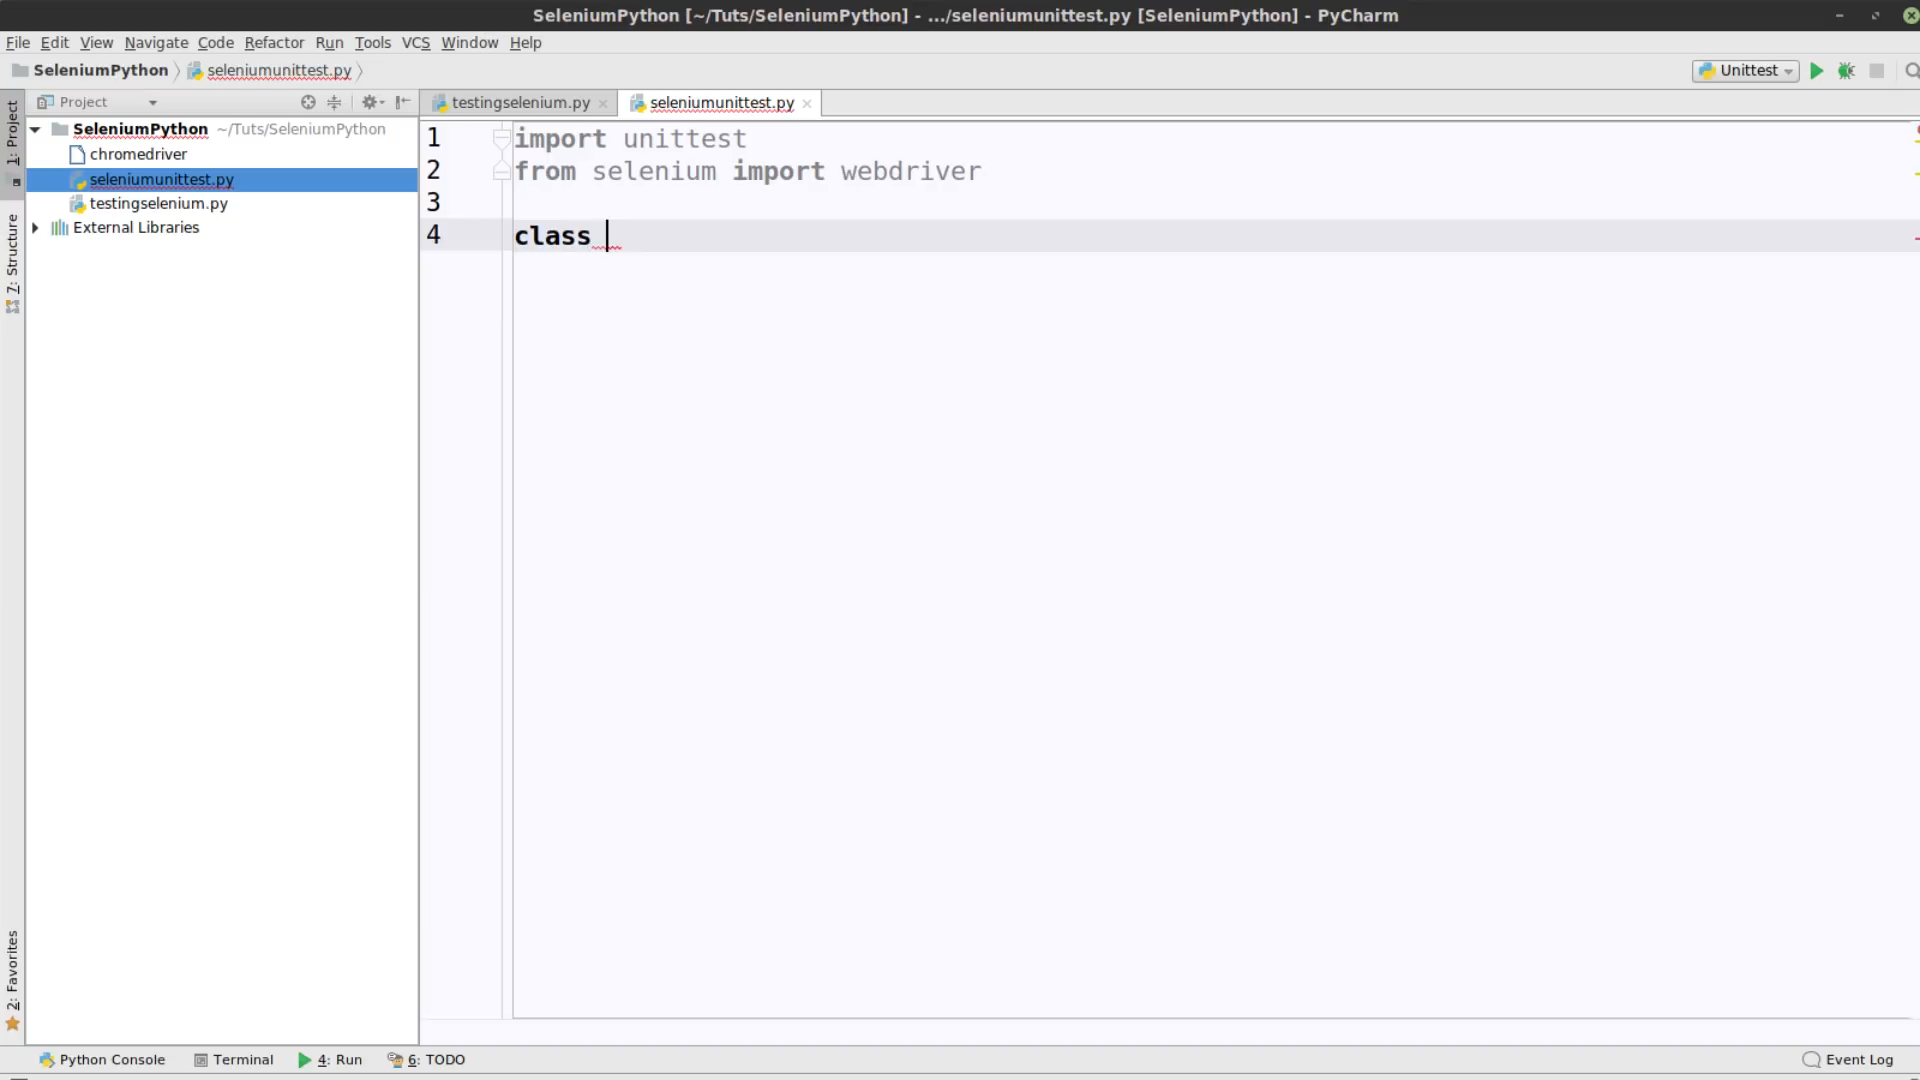 SeleniumPython [~/Tuts/SeleniumPython] - .../seleniumunittest.py [SeleniumPython] - PyCharm
File Edit View Navigate Code Refactor Run Tools VCS Window Help
SeleniumPython seleniumunittest.py Unittest
1: Project
Project
testingselenium.py seleniumunittest.py
SeleniumPython ~/Tuts/SeleniumPython
chromedriver
seleniumunittest.py
testingselenium.py
External Libraries
7: Structure
1 import unittest
2 from selenium import webdriver
3
4 class
2: Favorites
Python Console Terminal 4: Run 6: TODO Event Log